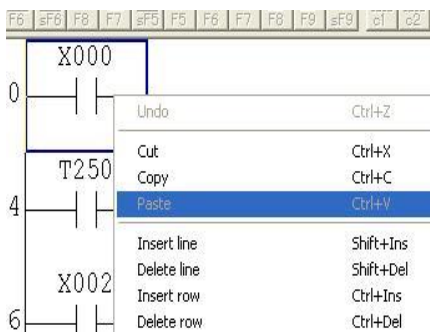 F6 sF6 F8 F7 sF5 F5 F6 F7 F8 F9 sF9 c1 c2
X000
0
Undo Ctrl+Z
Cut Ctrl+X
T250
Copy Ctrl+C
4
Paste Ctrl+V
Insert line Shift+Ins
Delete line Shift+Del
X002
Insert row Ctrl+Ins
6
Delete row Ctrl+Del